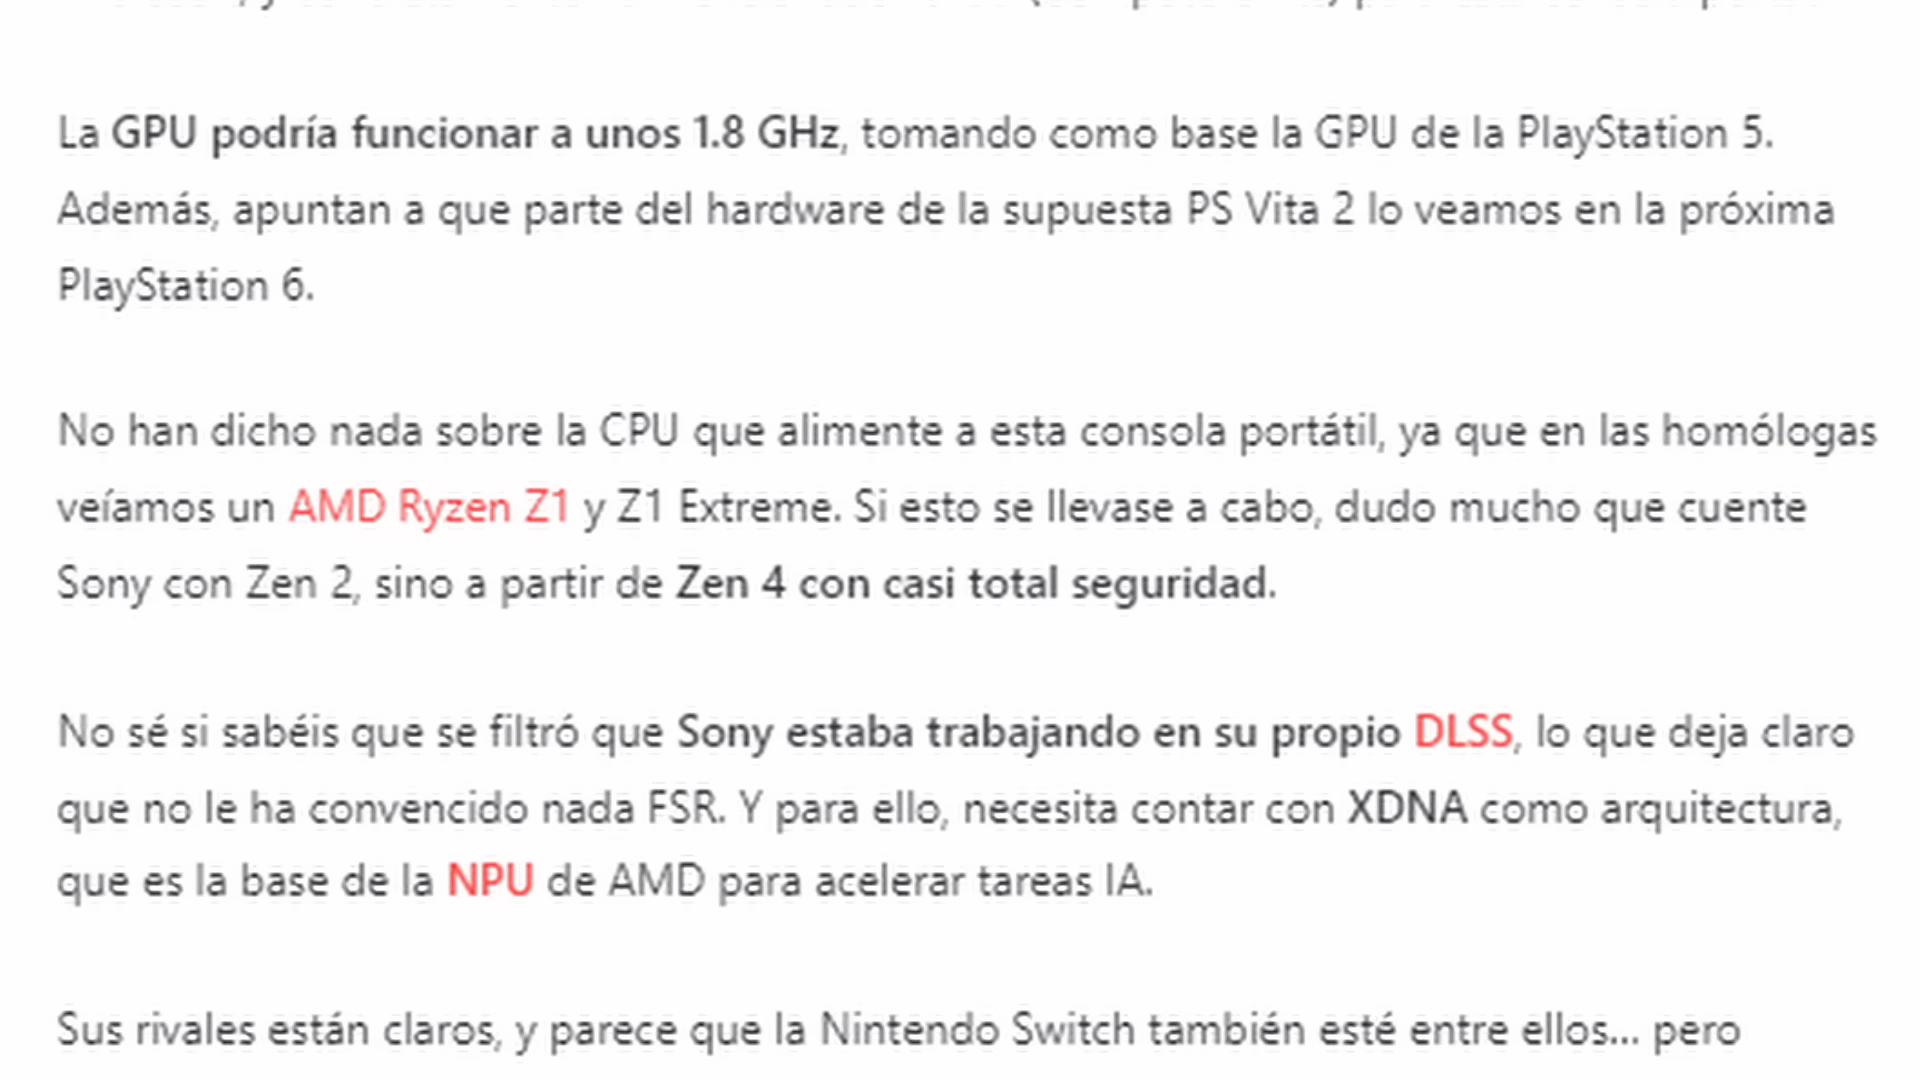 La GPU podría funcionar a unos 1.8 GHz, tomando como base la GPU de la PlayStation 5.
Además, apuntan a que parte del hardware de la supuesta PS Vita 2 lo veamos en la próxima
PlayStation 6.
No han dicho nada sobre la CPU que alimente a esta consola portátil, ya que en las homólogas
veíamos un AMD Ryzen Z1 y Z1 Extreme. Si esto se llevase a cabo, dudo mucho que cuente
Sony con Zen 2, sino a partir de Zen 4 con casi total seguridad.
No sé si sabéis que se filtró que Sony estaba trabajando en su propio DLSS, lo que deja claro
que no le ha convencido nada FSR. Y para ello, necesita contar con XDNA como arquitectura,
que es la base de la NPU de AMD para acelerar tareas IA.
Sus rivales están claros, y parece que la Nintendo Switch también esté entre ellos... pero